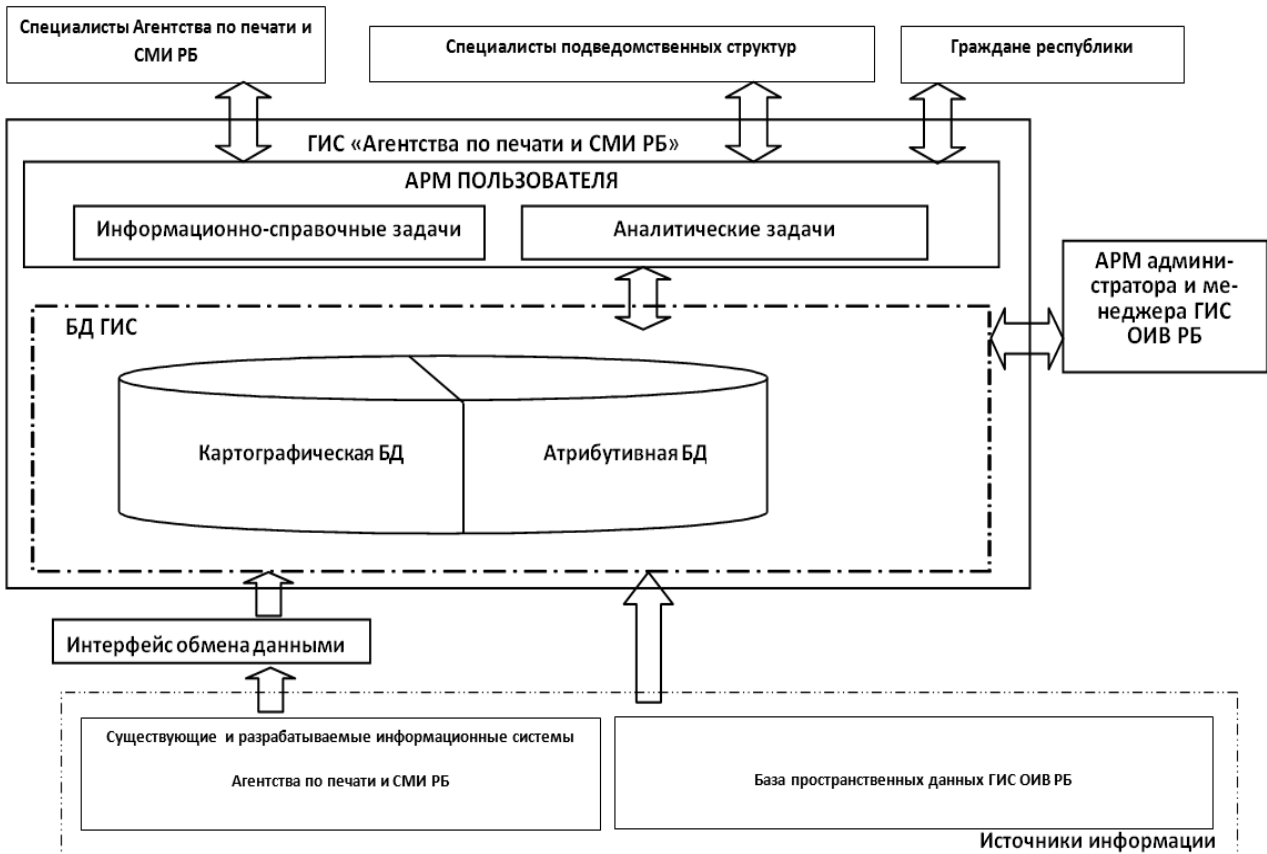 Специалисты Агентства по печати и
СМИ РБ
Специалисты подведомственных структур
Граждане республики
ГИС «Агентства по печати и СМИ РБ»
АРМ ПОЛЬЗОВАТЕЛЯ
Информационно-справочные задачи
Аналитические задачи
АРМ админи-
стратора и ме-
неджера ГИС
ОИВ РБ
БД ГИС
Картографическая БД
Атрибутивная БД
Интерфейс обмена данными
Существующие и разрабатываемые информационные системы
Агентства по печати и СМИ РБ
База пространственных данных ГИС ОИВ РБ
Источники информации